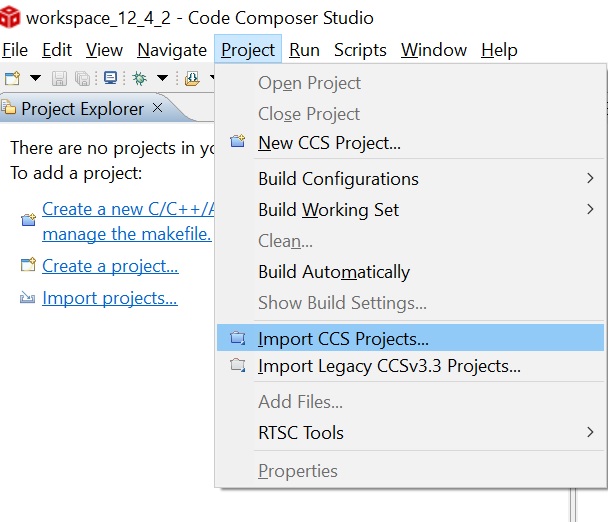 workspace_12_4_2 - Code Composer Studio
File Edit View Navigate Project Run Scripts Window Help
Project Explorer
There are no projects in yo
To add a project:
Create a new C/C++/A
manage the makefile.
Create a project...
Import projects...
Open Project
Close Project
New CCS Project...
Build Configurations
Build Working Set
Clean...
Build Automatically
Show Build Settings...
Import CCS Projects...
Import Legacy CCSv3.3 Projects...
Add Files...
RTSC Tools
Properties